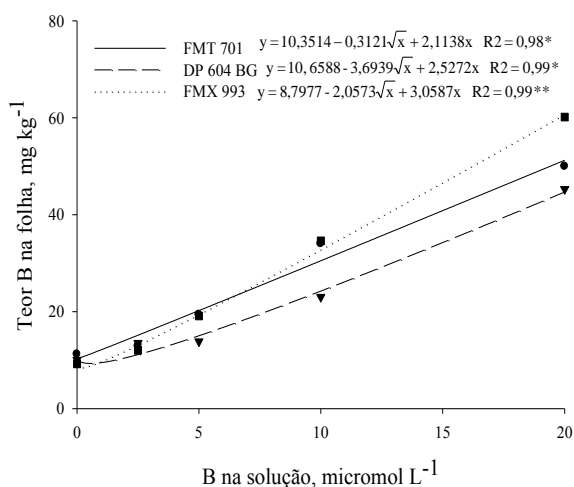 80
FMT 701 y = 10,3514 – 0,3121√x + 2,1138x R2 = 0,98*
DP 604 BG y = 10,6588 - 3,6939√x + 2,5272x R2 = 0,99*
FMX 993 y = 8,7977 - 2,0573√x + 3,0587x R2 = 0,99**
60
40
20
0
Teor B na folha, mg kg-1
0 5 10 15 20
B na solução, micromol L-1